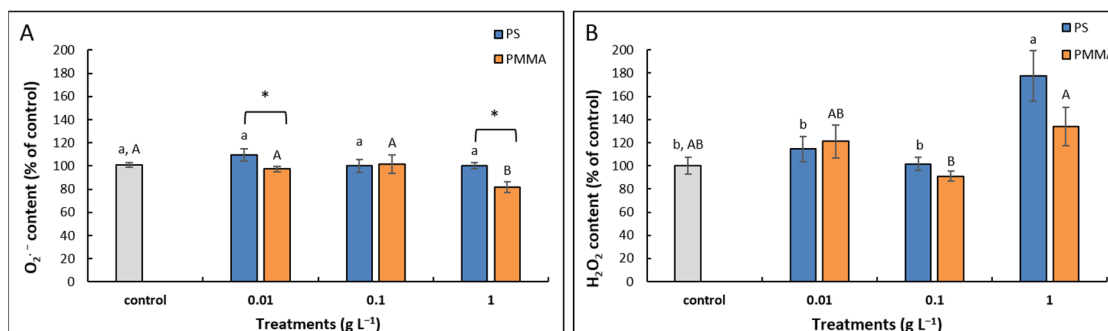 A
PS
PMMA
O₂·⁻ content (% of control)
200
180
160
140
120
100
80
60
40
20
0
a, A
*
a
A
a
A
*
a
B
control
0.01
0.1
1
Treatments (g L⁻¹)
B
PS
PMMA
H₂O₂ content (% of control)
200
180
160
140
120
100
80
60
40
20
0
b, AB
b
AB
b
B
a
A
control
0.01
0.1
1
Treatments (g L⁻¹)